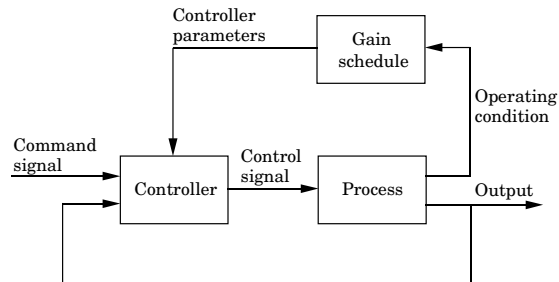 Controller
parameters
Gain
schedule
Operating
condition
Command
signal
Controller
Control
signal
Process
Output